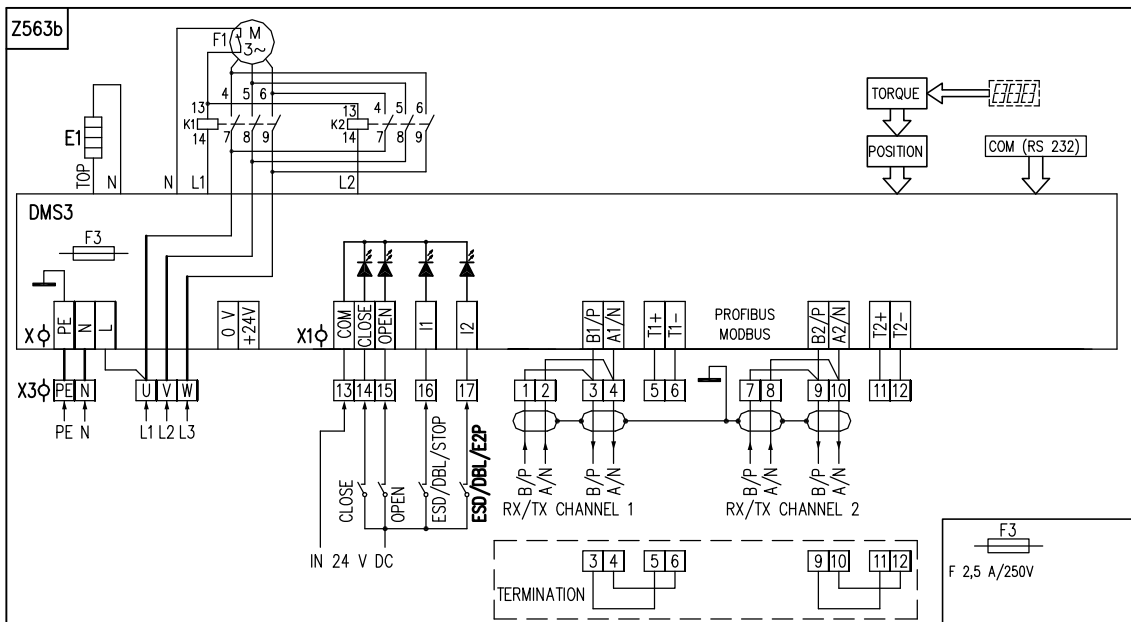 Z563b
F1 M
3~
4 5 6
13
K1
14
7 8 9
4 5 6
13
K2
14
7 8 9
E1
TOP
N
N
L1
L2
TORQUE
POSITION
COM (RS 232)
DMS3
F3
PE
N
L
0 V
+24V
X
X1
COM
CLOSE
OPEN
I1
I2
B1/P
A1/N
T1+
T1-
PROFIBUS
MODBUS
B2/P
A2/N
T2+
T2-
X3
PE N
U V W
13 14 15 16 17
1 2 3 4 5 6
7 8 9 10 11 12
PE N
L1 L2 L3
CLOSE
OPEN
ESD/DBL/STOP
ESD/DBL/E2P
IN 24 V DC
B/P
A/N
B/P
A/N
B/P
A/N
B/P
A/N
RX/TX CHANNEL 1
RX/TX CHANNEL 2
TERMINATION
3 4 5 6
9 10 11 12
F3
F 2,5 A/250V